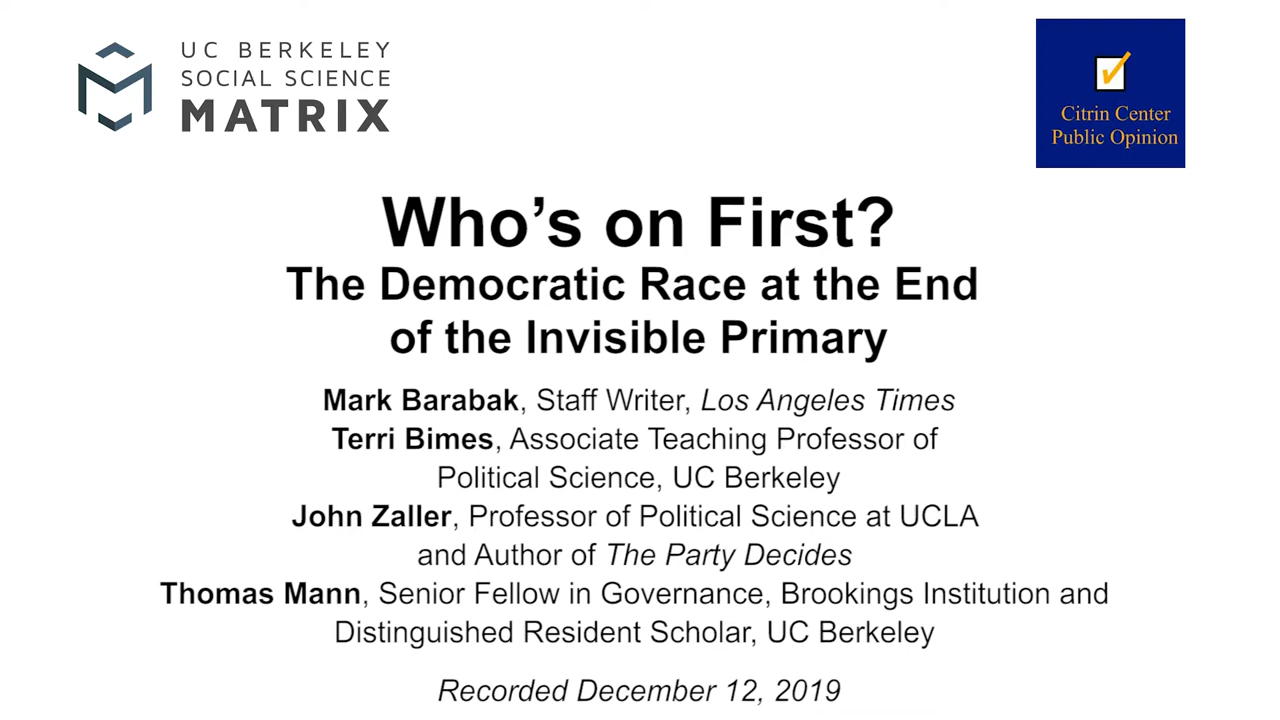 UC BERKELEY
SOCIAL SCIENCE
MATRIX
Citrin Center
Public Opinion
Who’s on First?
The Democratic Race at the End
of the Invisible Primary
Mark Barabak, Staff Writer, Los Angeles Times
Terri Bimes, Associate Teaching Professor of
Political Science, UC Berkeley
John Zaller, Professor of Political Science at UCLA
and Author of The Party Decides
Thomas Mann, Senior Fellow in Governance, Brookings Institution and
Distinguished Resident Scholar, UC Berkeley
Recorded December 12, 2019